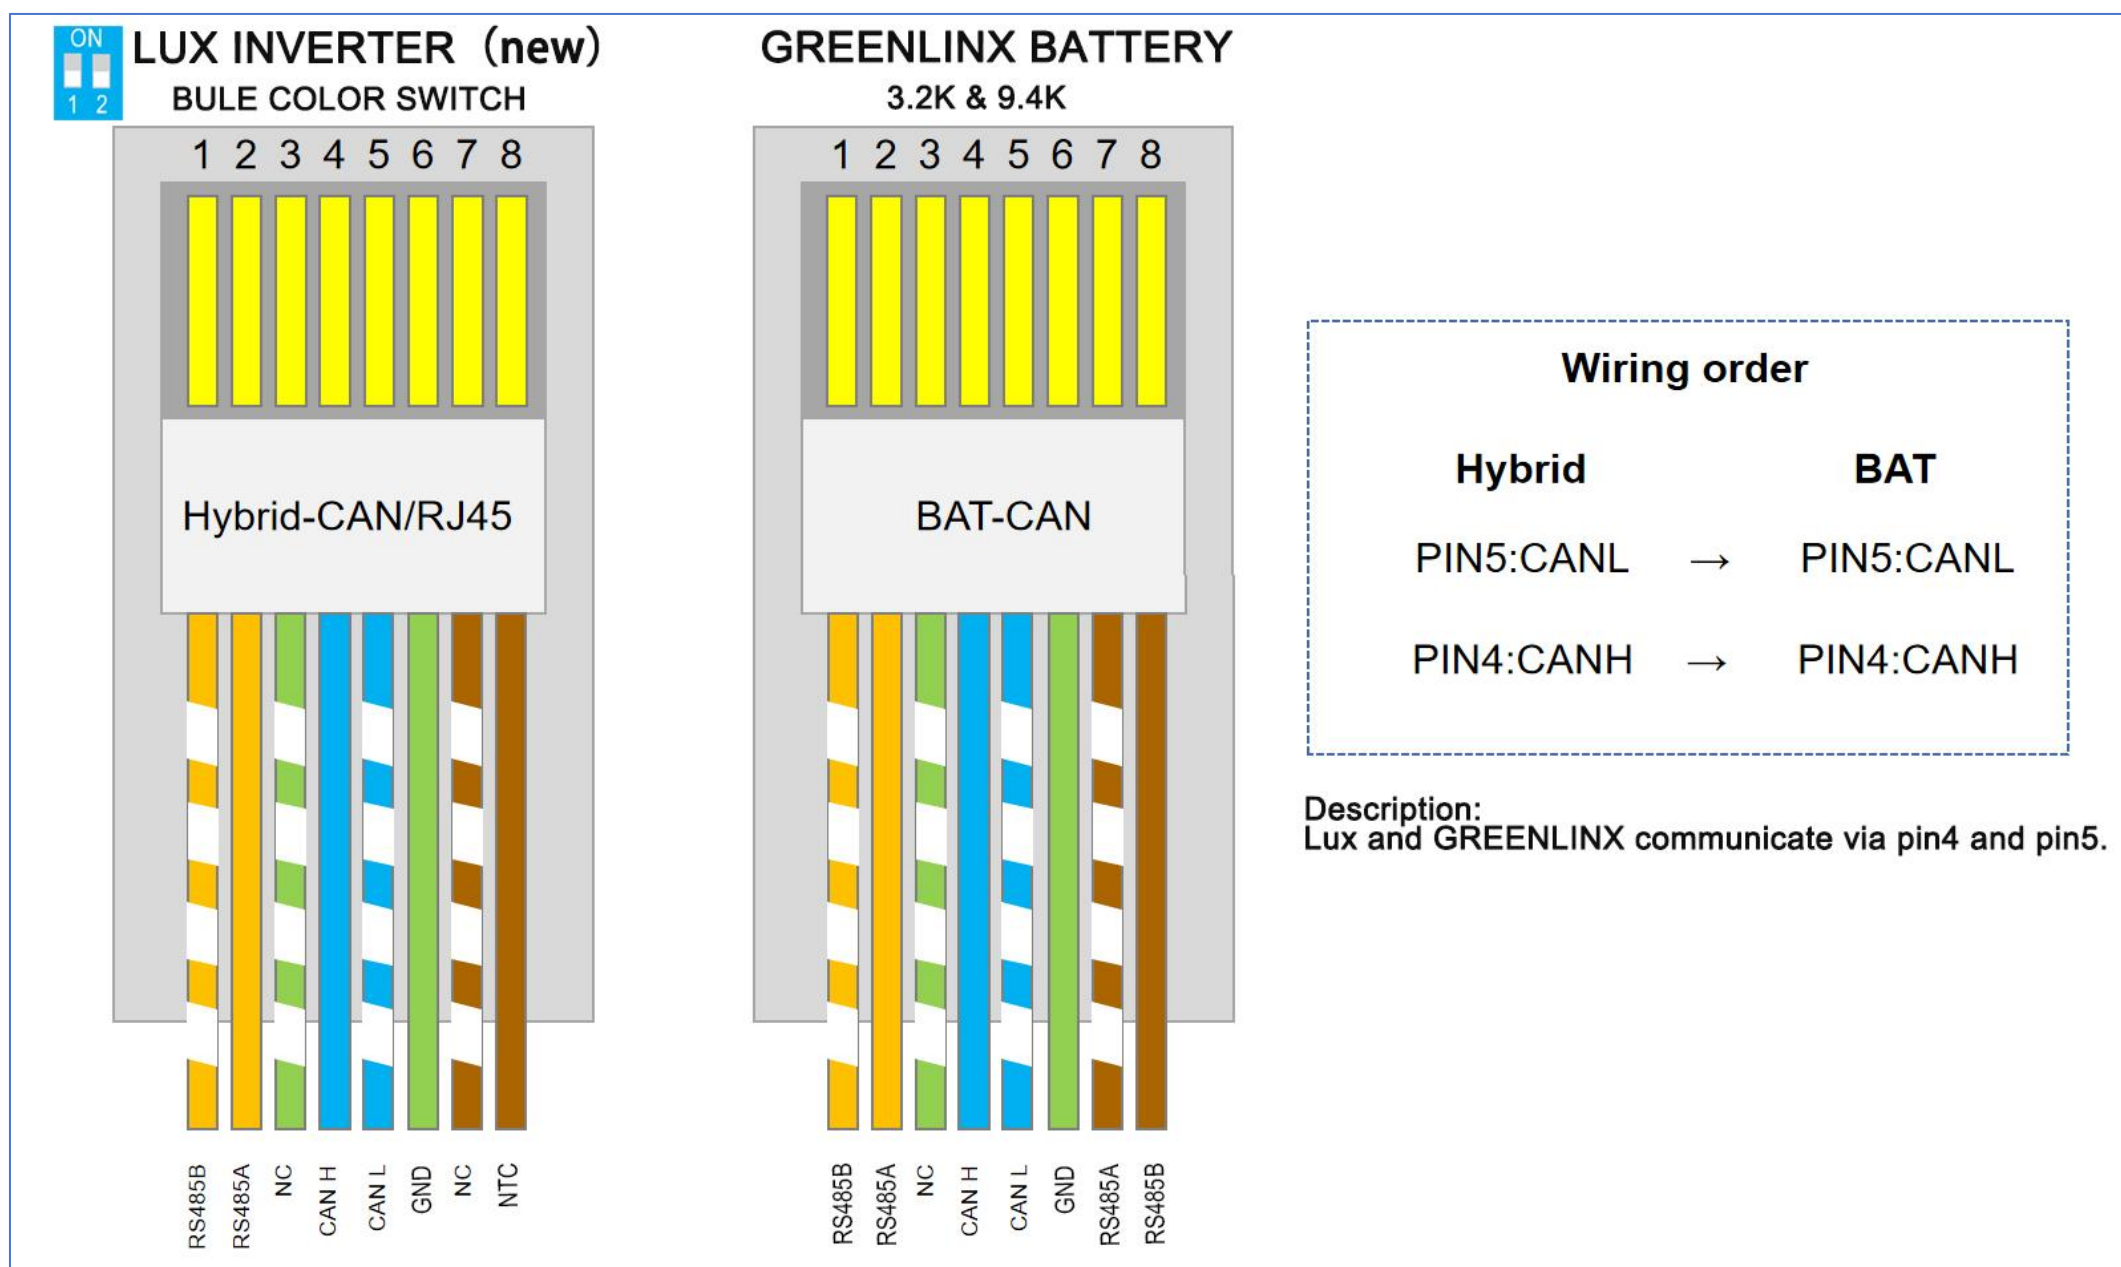 ON
1 2
LUX INVERTER (new)
BULE COLOR SWITCH
1 2 3 4 5 6 7 8
Hybrid-CAN/RJ45
RS485B
RS485A
NC
CAN H
CAN L
GND
NC
NTC
GREENLINX BATTERY
3.2K & 9.4K
1 2 3 4 5 6 7 8
BAT-CAN
RS485B
RS485A
NC
CAN H
CAN L
GND
RS485A
RS485B
Wiring order
Hybrid BAT
PIN5:CANL → PIN5:CANL
PIN4:CANH → PIN4:CANH
Description:
Lux and GREENLINX communicate via pin4 and pin5.